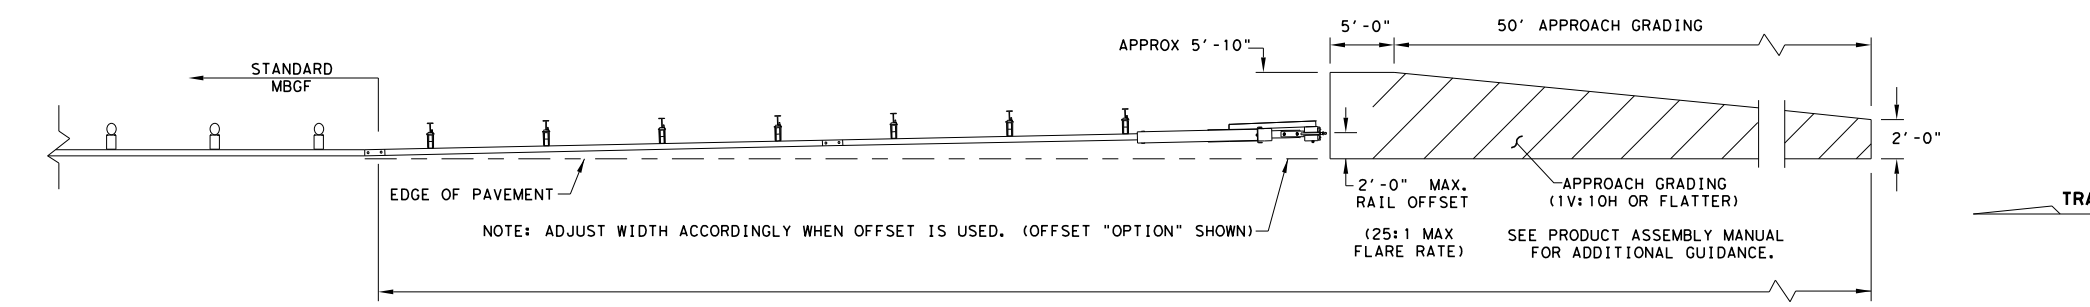 5'-0"
50' APPROACH GRADING
APPROX 5'-10"
STANDARD
MBGF
2'-0"
EDGE OF PAVEMENT
2'-0" MAX.
RAIL OFFSET
APPROACH GRADING
(1V:10H OR FLATTER)
NOTE: ADJUST WIDTH ACCORDINGLY WHEN OFFSET IS USED. (OFFSET "OPTION" SHOWN)
(25:1 MAX
FLARE RATE)
SEE PRODUCT ASSEMBLY MANUAL
FOR ADDITIONAL GUIDANCE.